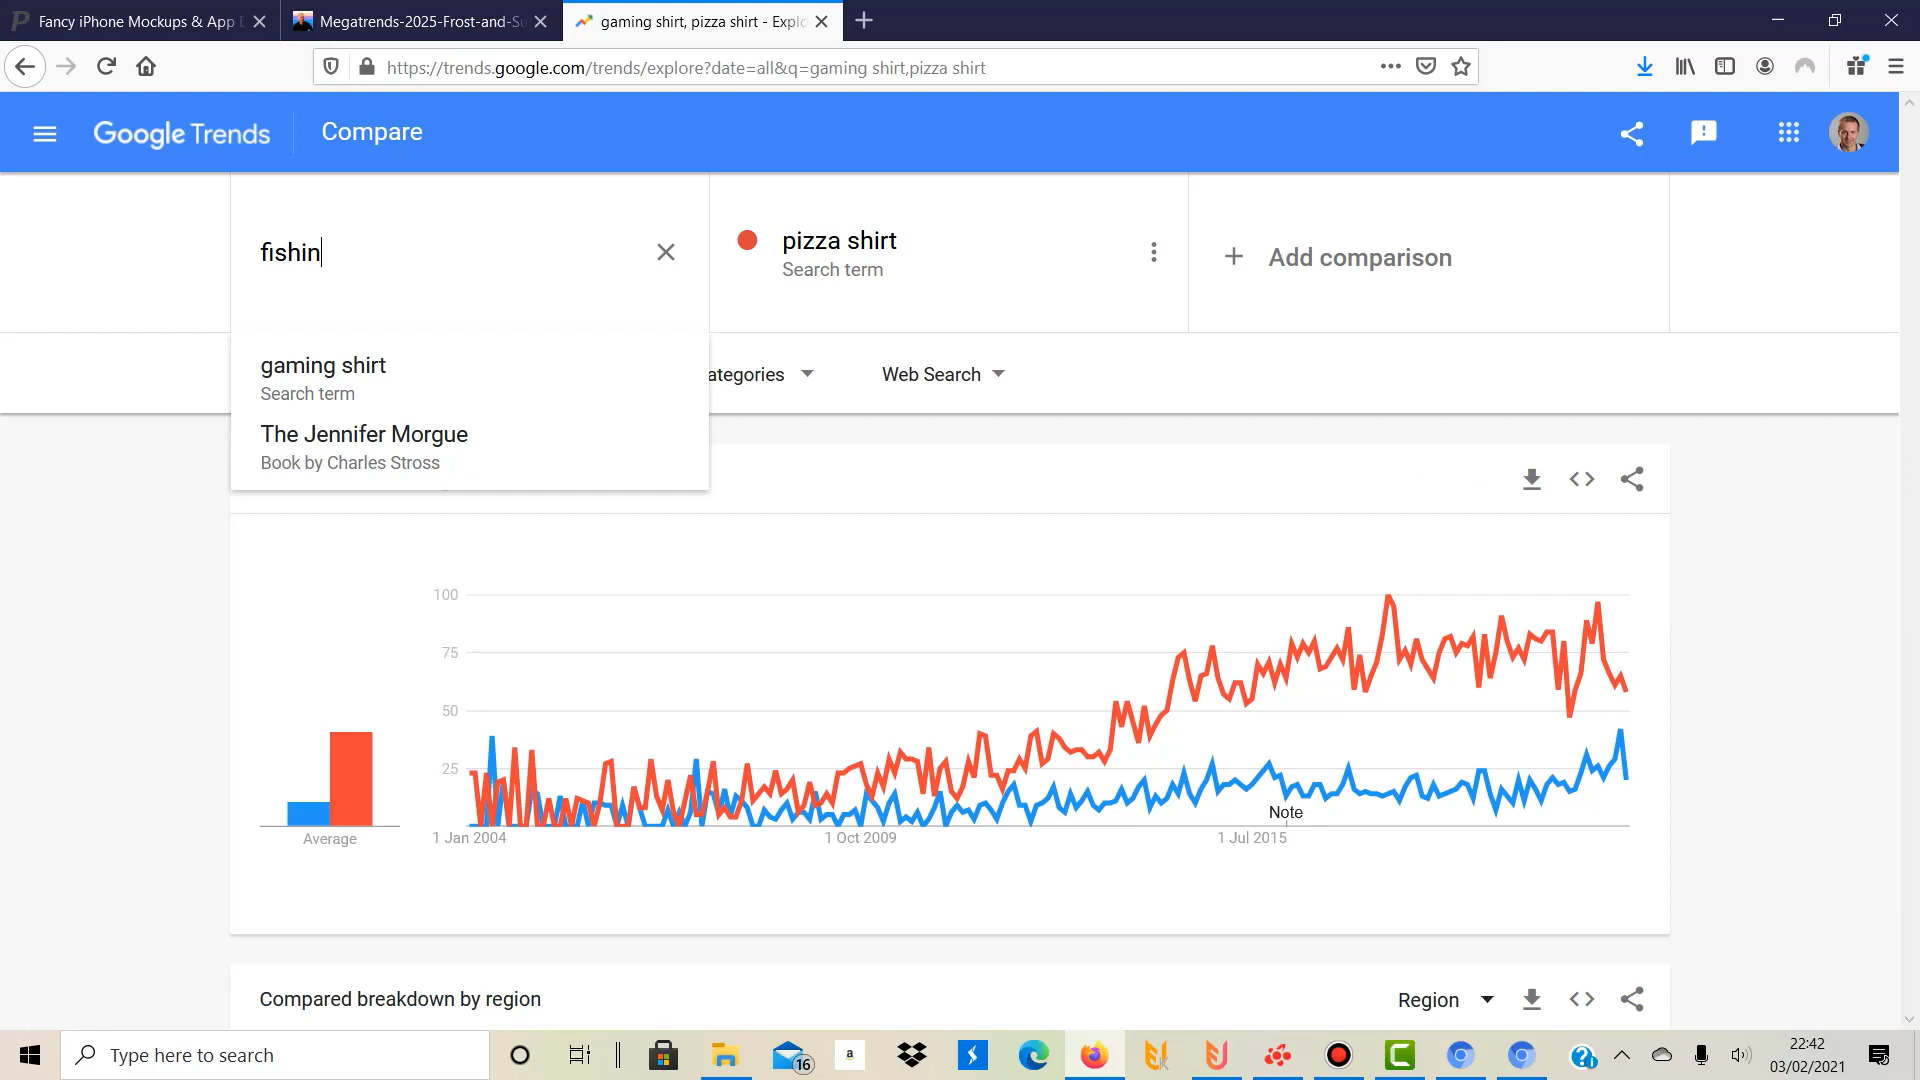 Fancy iPhone Mockups & App D
Megatrends-2025-Frost-and-Su
gaming shirt, pizza shirt - Explo
https://trends.google.com/trends/explore?date=all&q=gaming shirt,pizza shirt
Google Trends
Compare
fishin
pizza shirt
Search term
+ Add comparison
gaming shirt
Search term
The Jennifer Morgue
Book by Charles Stross
ategories
Web Search
100
75
50
25
Note
Average
1 Jan 2004
1 Oct 2009
1 Jul 2015
Compared breakdown by region
Region
Type here to search
16
a
22:42
03/02/2021